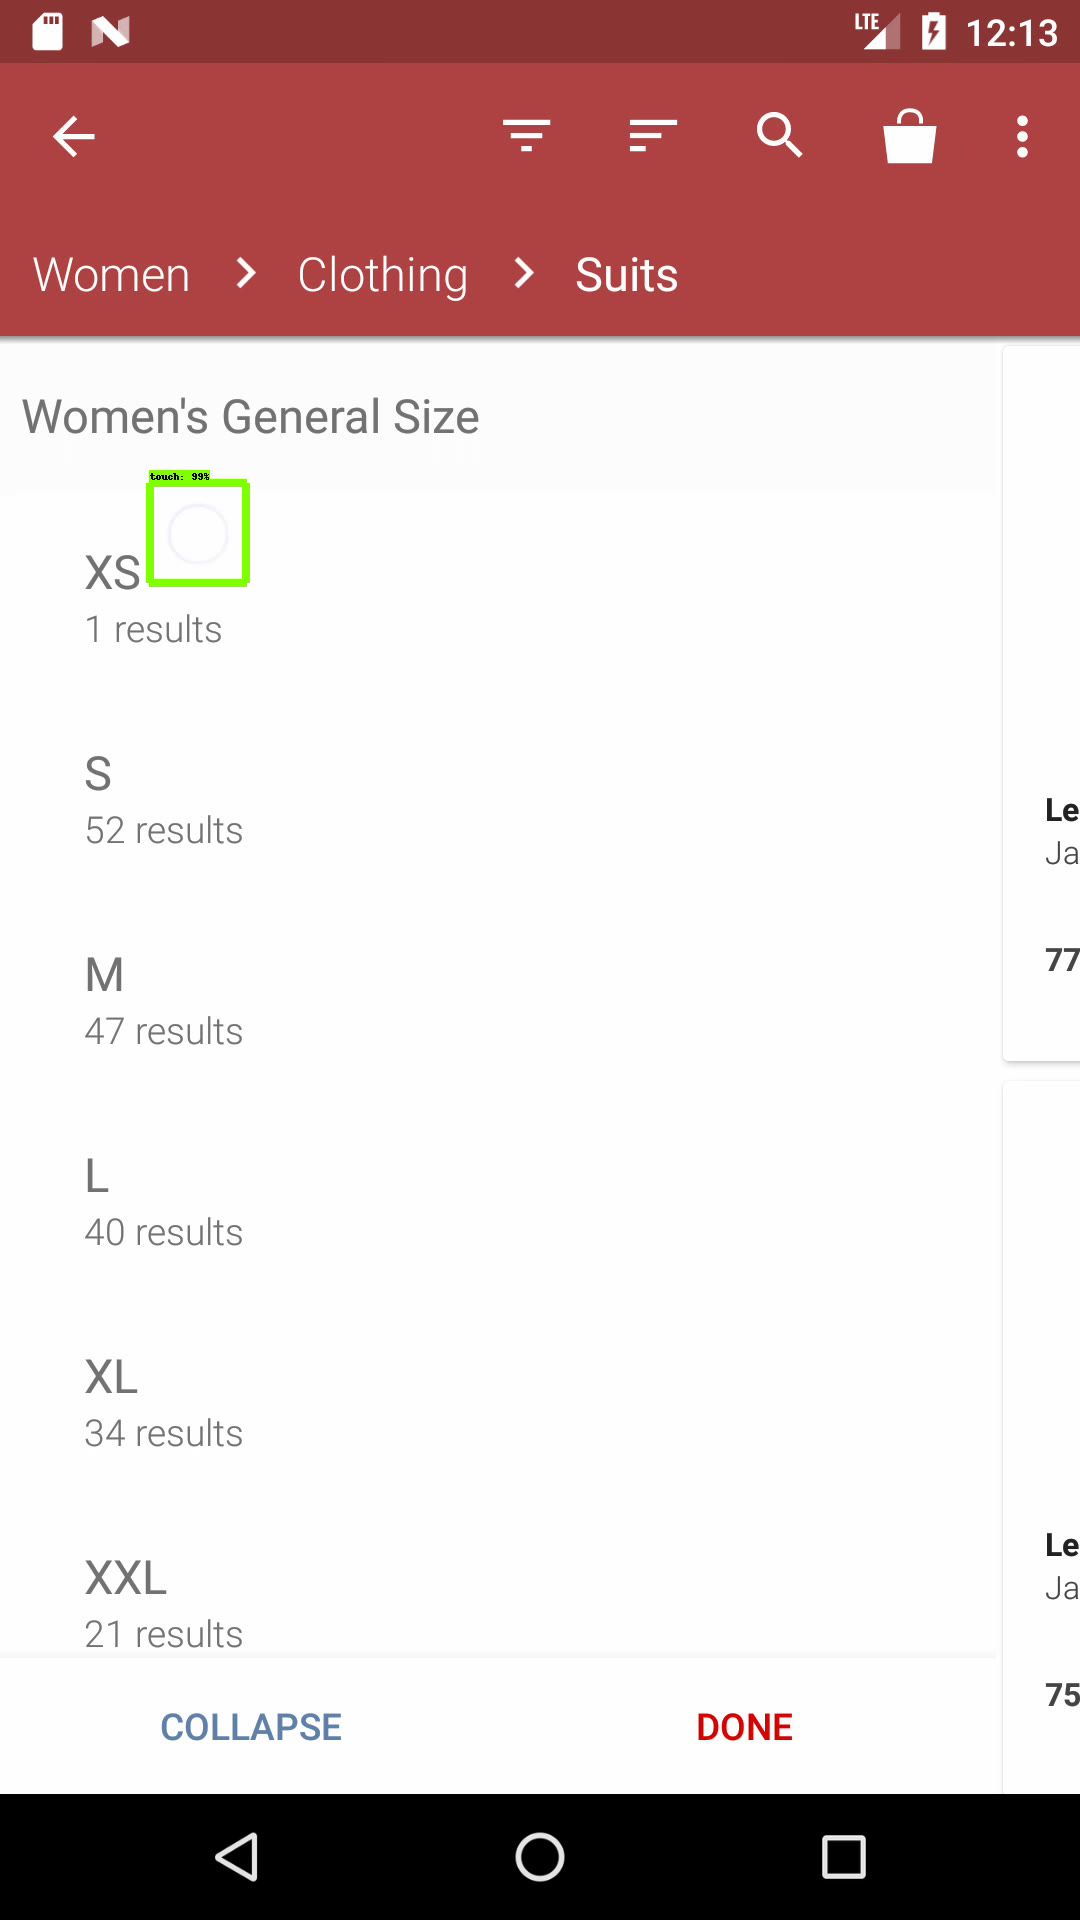 LTE 12:13
Women Clothing Suits
Women's General Size
touch: 99%
XS
1 results
S
52 results
Le
Ja
M
47 results
77
L
40 results
XL
34 results
XXL
21 results
Le
Ja
75
COLLAPSE DONE